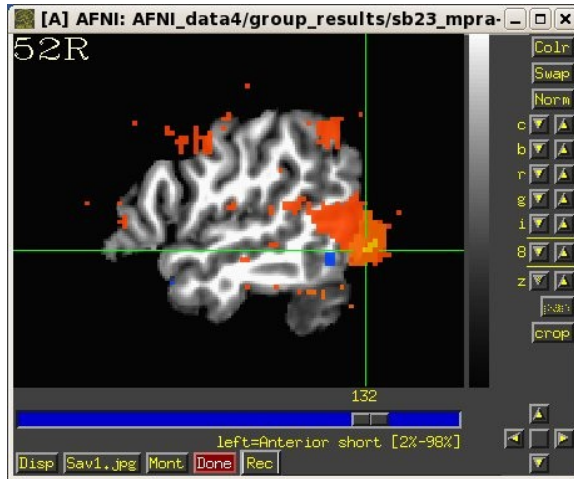 [A] AFNI: AFNI_data4/group_results/sb23_mpra-
52R
Colr
Swap
Norm
c
b
r
g
i
8
z
pan
crop
132
left=Anterior short [2%-98%]
Disp Sav1.jpg Mont Done Rec